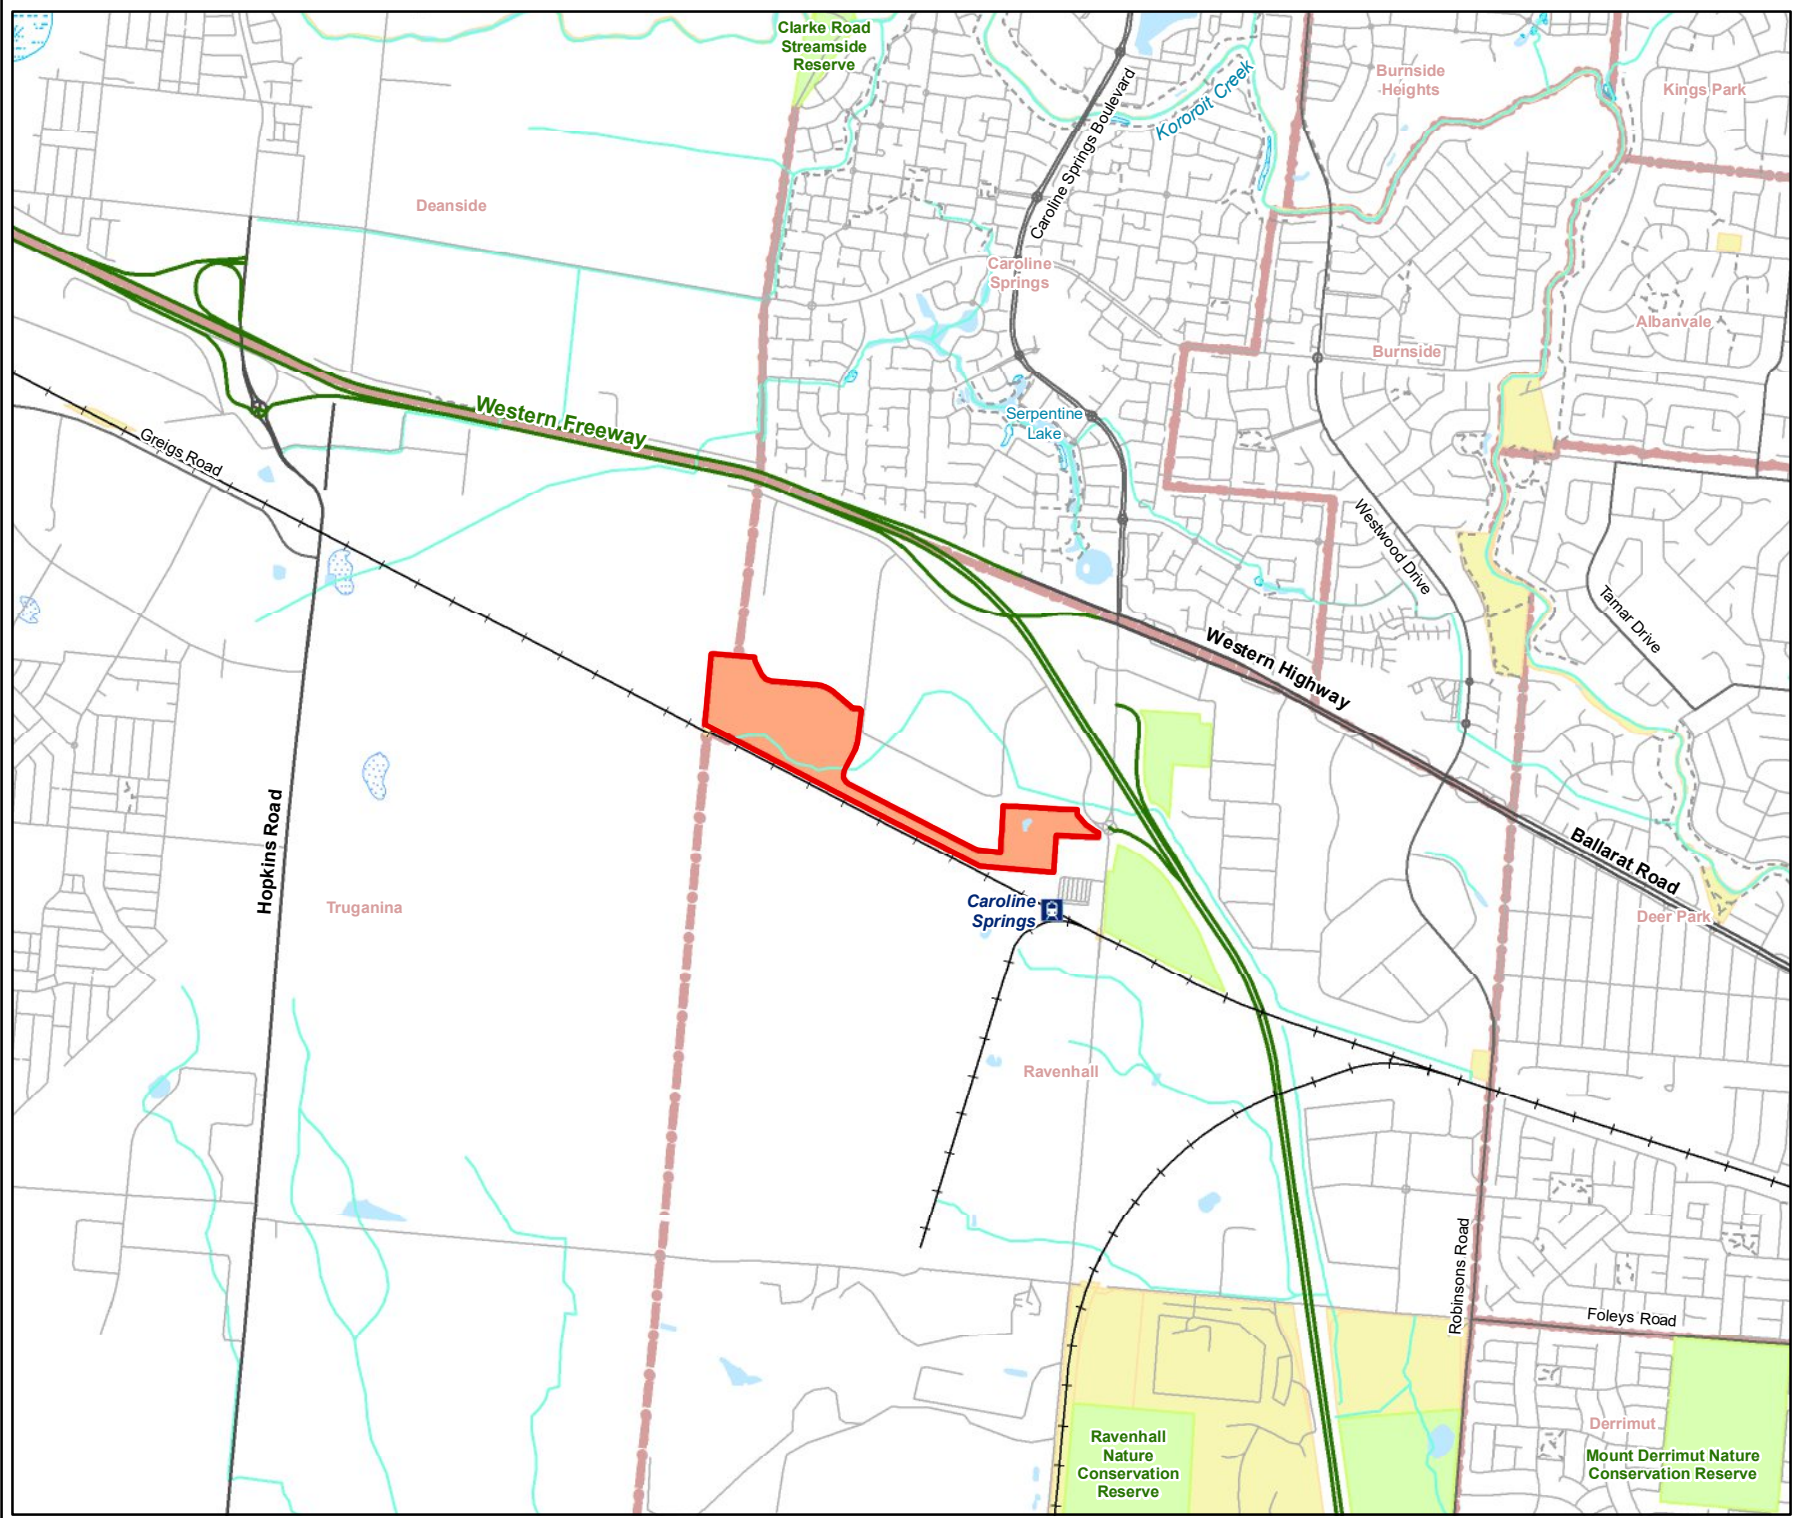 Clarke Road
Streamside
Reserve
Burnside
Heights
Kings Park
Kororoit Creek
Caroline Springs Boulevard
Deanside
Caroline
Springs
Albanvale
Burnside
Western Freeway
Serpentine
Lake
Greigs Road
Westwood Drive
Tamar Drive
Western Highway
Hopkins Road
Ballarat Road
Truganina
Caroline
Springs
Deer Park
Ravenhall
Robinsons Road
Foleys Road
Derrimut
Ravenhall
Nature
Conservation
Reserve
Mount Derrimut Nature
Conservation Reserve